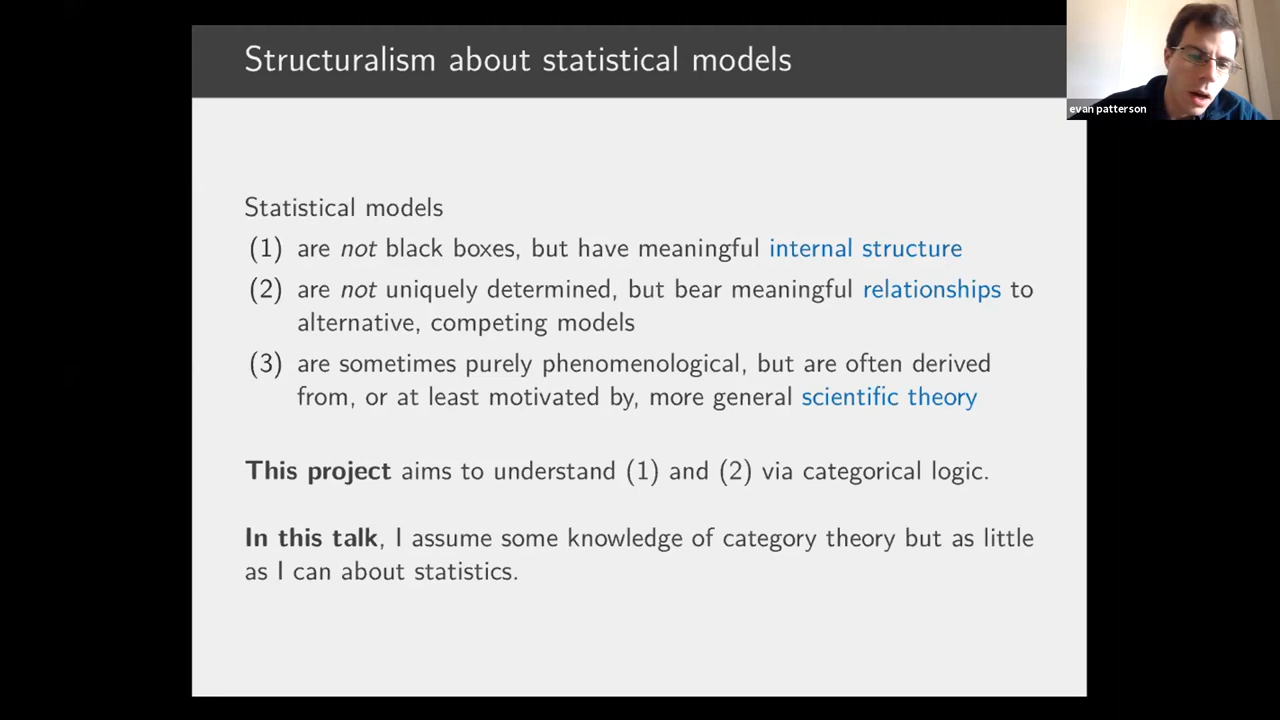 Structuralism about statistical models
evan patterson
Statistical models
(1) are not black boxes, but have meaningful internal structure
(2) are not uniquely determined, but bear meaningful relationships to
alternative, competing models
(3) are sometimes purely phenomenological, but are often derived
from, or at least motivated by, more general scientific theory
This project aims to understand (1) and (2) via categorical logic.
In this talk, I assume some knowledge of category theory but as little
as I can about statistics.